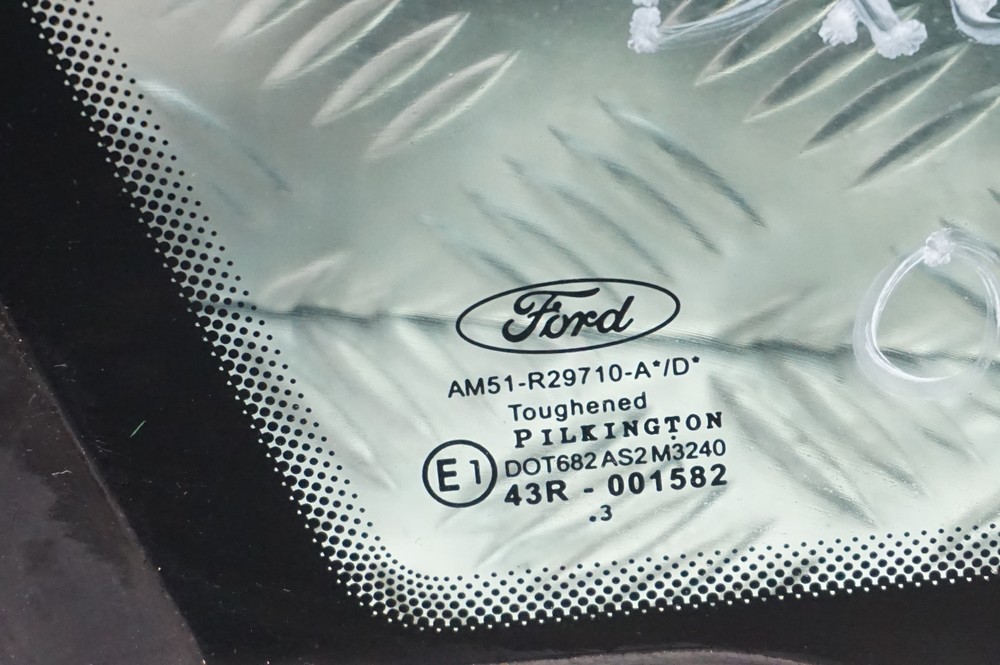 Ford
AM51-R29710-A*/D*
Toughened
PILKINGTON
E1
DOT682 AS2 M3240
43R - 001582
.3